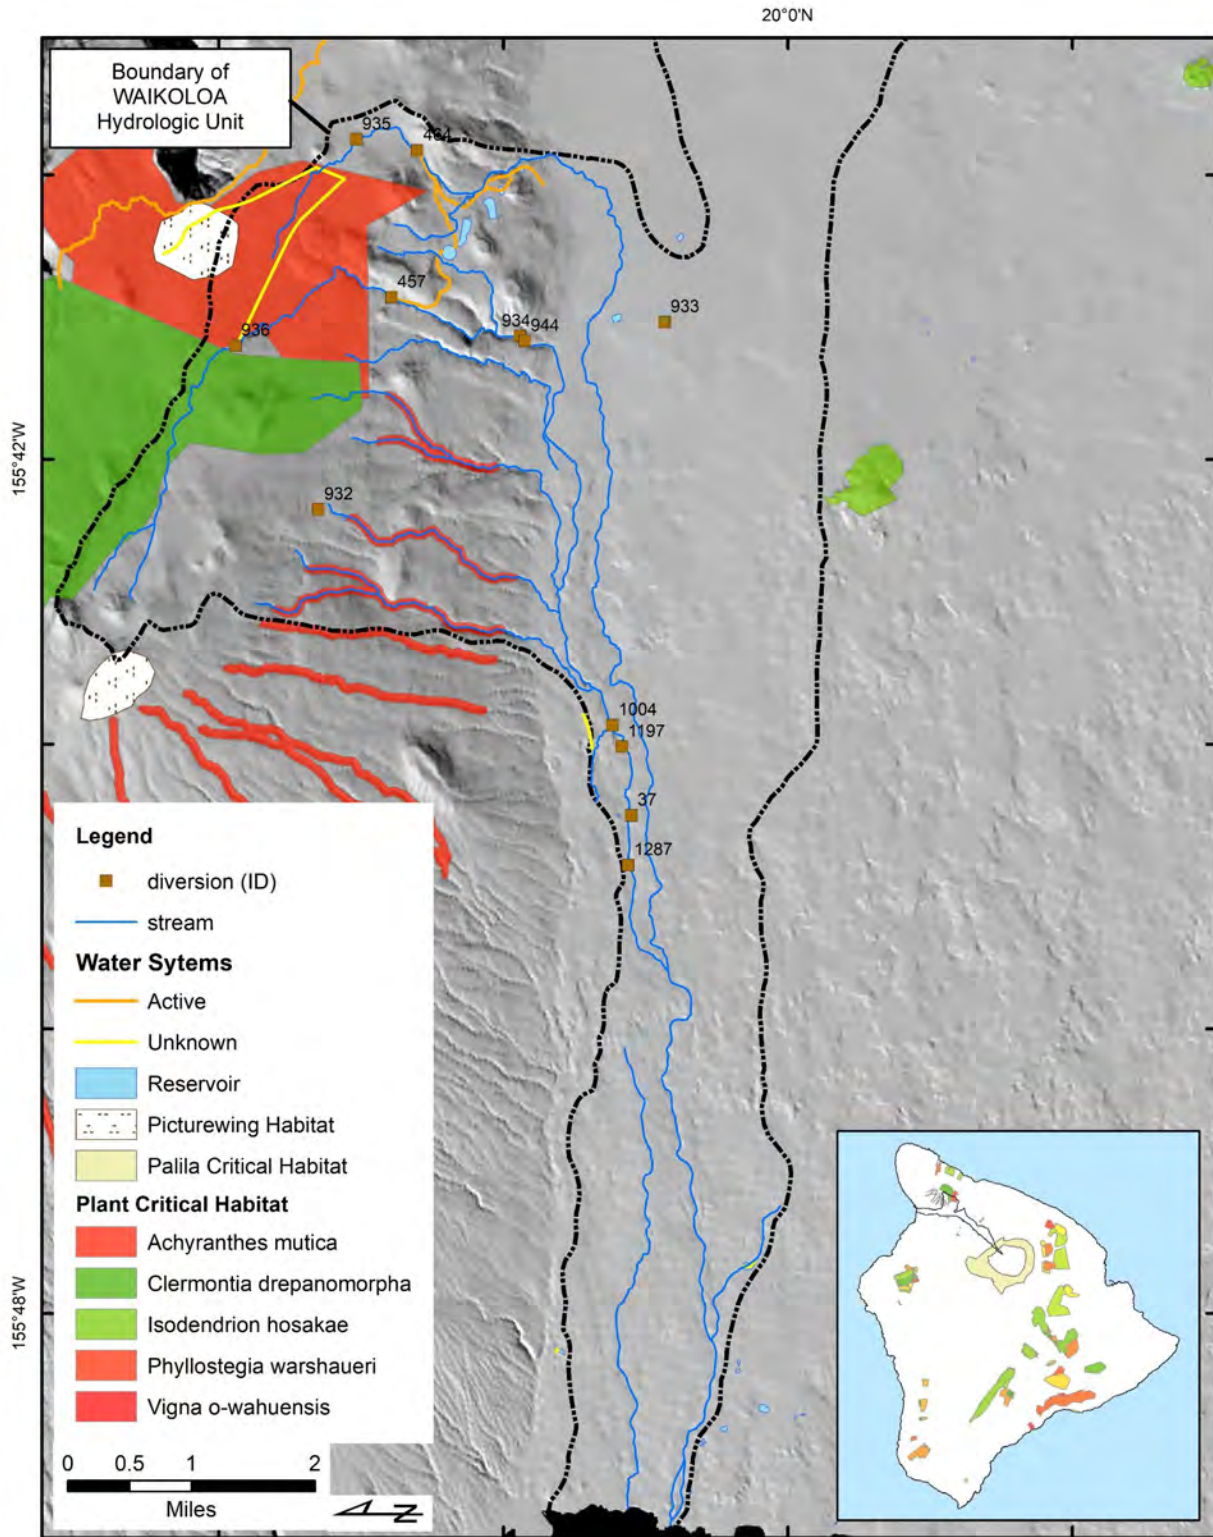 20°0'N
Boundary of
WAIKOLOA
Hydrologic Unit
935
464
457
934
944
933
936
155°42'W
932
1004
1197
37
1287
Legend
diversion (ID)
stream
Water Sytems
Active
Unknown
Reservoir
Picturewing Habitat
Palila Critical Habitat
Plant Critical Habitat
Achyranthes mutica
Clermontia drepanomorpha
Isodendrion hosakae
Phyllostegia warshaueri
Vigna o-wahuensis
155°48'W
0 0.5 1 2
Miles
N